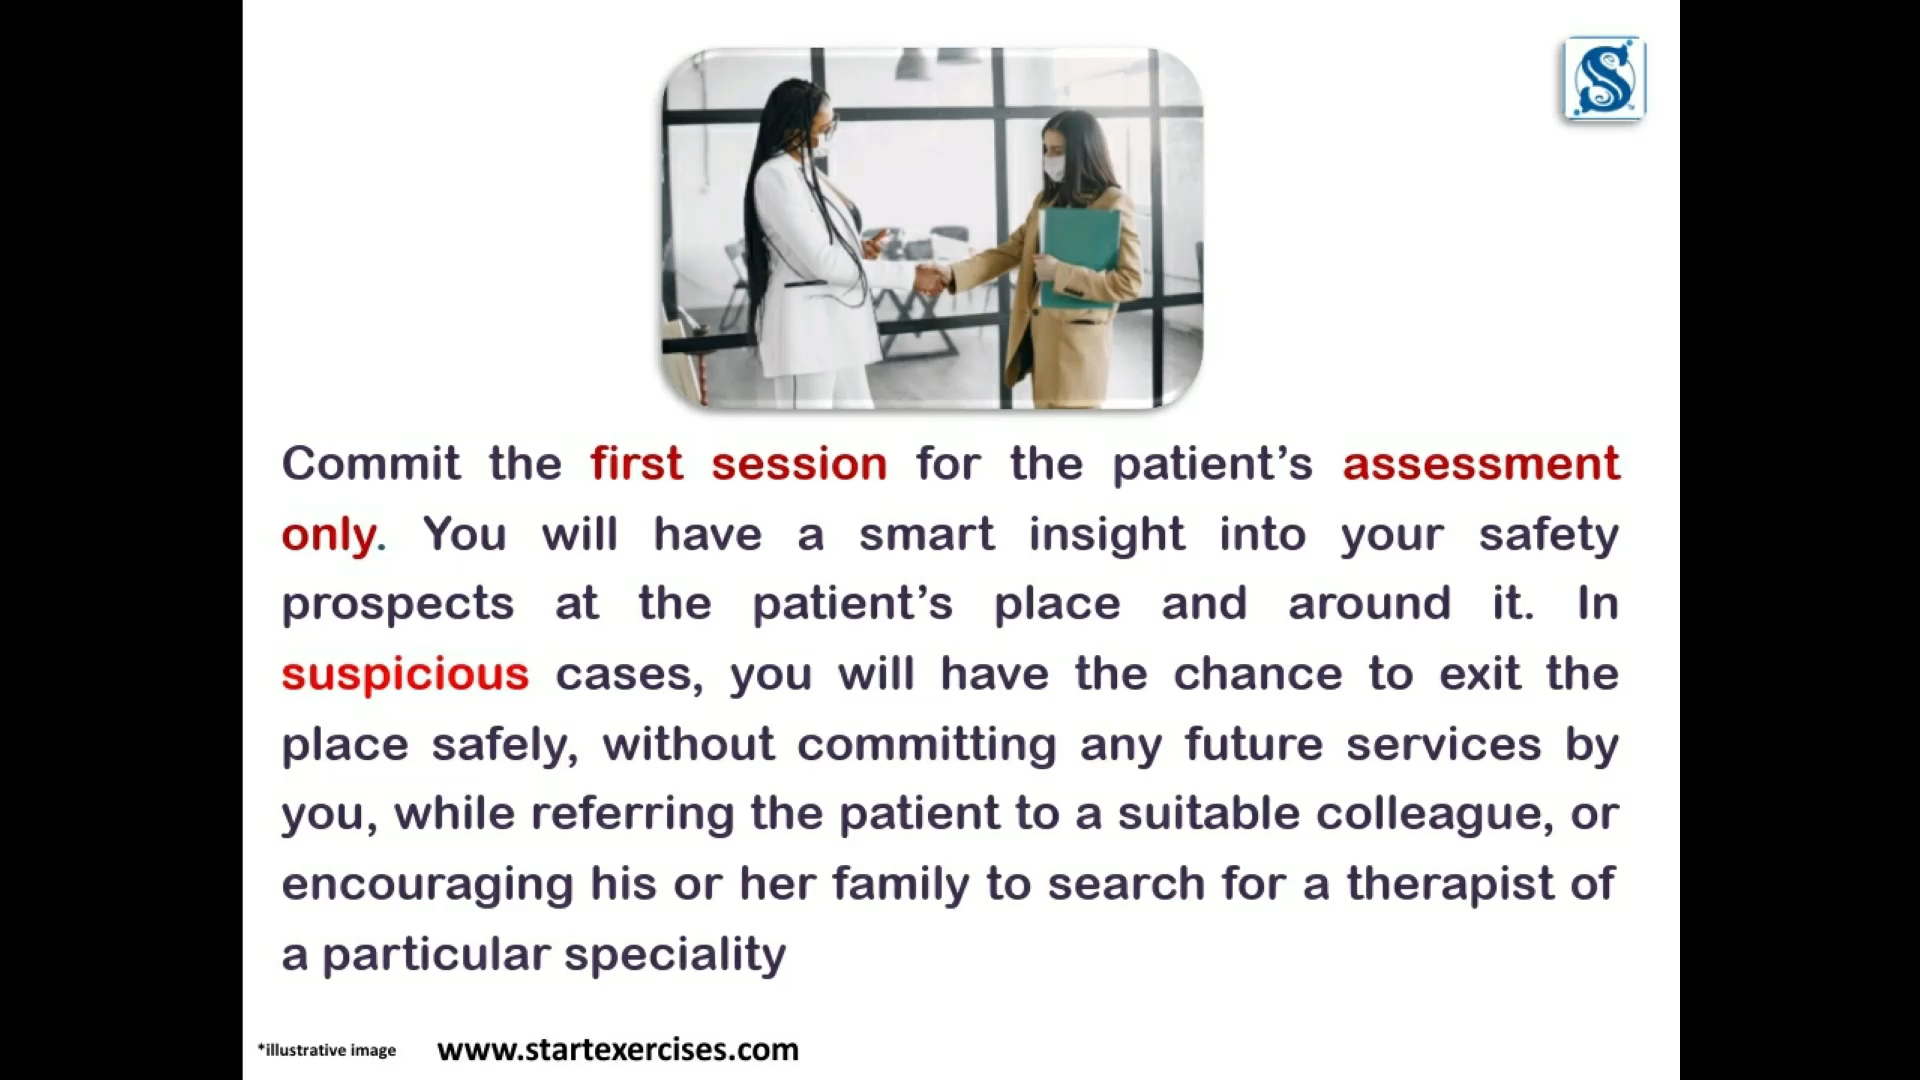 S
Commit the first session for the patient’s assessment
only. You will have a smart insight into your safety
prospects at the patient’s place and around it. In
suspicious cases, you will have the chance to exit the
place safely, without committing any future services by
you, while referring the patient to a suitable colleague, or
encouraging his or her family to search for a therapist of
a particular speciality
*illustrative image
www.startexercises.com